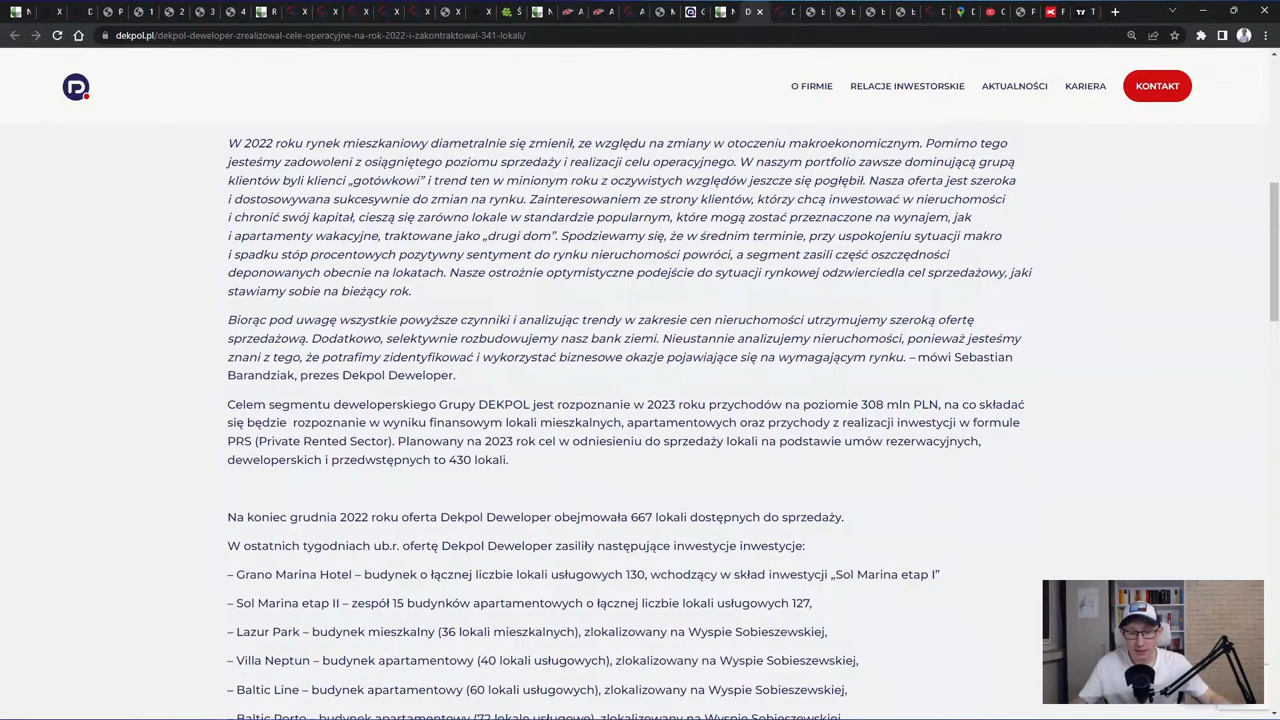 dekpol.pl/dekpol-deweloper-zrealizowal-cele-operacyjne-na-rok-2022-i-zakontraktowal-341-lokali/
O FIRMIE RELACJE INWESTORSKIE AKTUALNOŚCI KARIERA KONTAKT
W 2022 roku rynek mieszkaniowy diametralnie się zmienił, ze względu na zmiany w otoczeniu makroekonomicznym. Pomimo tego
jesteśmy zadowoleni z osiągniętego poziomu sprzedaży i realizacji celu operacyjnego. W naszym portfolio zawsze dominującą grupą
klientów byli klienci „gotówkowi” i trend ten w minionym roku z oczywistych względów jeszcze się pogłębił. Nasza oferta jest szeroka
i dostosowywana sukcesywnie do zmian na rynku. Zainteresowaniem ze strony klientów, którzy chcą inwestować w nieruchomości
i chronić swój kapitał, cieszą się zarówno lokale w standardzie popularnym, które mogą zostać przeznaczone na wynajem, jak
i apartamenty wakacyjne, traktowane jako „drugi dom”. Spodziewamy się, że w średnim terminie, przy uspokojeniu sytuacji makro
i spadku stóp procentowych pozytywny sentyment do rynku nieruchomości powróci, a segment zasili część oszczędności
deponowanych obecnie na lokatach. Nasze ostrożnie optymistyczne podejście do sytuacji rynkowej odzwierciedla cel sprzedażowy, jaki
stawiamy sobie na bieżący rok.
Biorąc pod uwagę wszystkie powyższe czynniki i analizując trendy w zakresie cen nieruchomości utrzymujemy szeroką ofertę
sprzedażową. Dodatkowo, selektywnie rozbudowujemy nasz bank ziemi. Nieustannie analizujemy nieruchomości, ponieważ jesteśmy
znani z tego, że potrafimy zidentyfikować i wykorzystać biznesowe okazje pojawiające się na wymagającym rynku. – mówi Sebastian
Barandziak, prezes Dekpol Deweloper.
Celem segmentu deweloperskiego Grupy DEKPOL jest rozpoznanie w 2023 roku przychodów na poziomie 308 mln PLN, na co składać
się będzie rozpoznanie w wyniku finansowym lokali mieszkalnych, apartamentowych oraz przychody z realizacji inwestycji w formule
PRS (Private Rented Sector). Planowany na 2023 rok cel w odniesieniu do sprzedaży lokali na podstawie umów rezerwacyjnych,
deweloperskich i przedwstępnych to 430 lokali.
Na koniec grudnia 2022 roku oferta Dekpol Deweloper obejmowała 667 lokali dostępnych do sprzedaży.
W ostatnich tygodniach ub.r. ofertę Dekpol Deweloper zasiliły następujące inwestycje inwestycje:
– Grano Marina Hotel – budynek o łącznej liczbie lokali usługowych 130, wchodzący w skład inwestycji „Sol Marina etap I”
– Sol Marina etap II – zespół 15 budynków apartamentowych o łącznej liczbie lokali usługowych 127,
– Lazur Park – budynek mieszkalny (36 lokali mieszkalnych), zlokalizowany na Wyspie Sobieszewskiej,
– Villa Neptun – budynek apartamentowy (40 lokali usługowych), zlokalizowany na Wyspie Sobieszewskiej,
– Baltic Line – budynek apartamentowy (60 lokali usługowych), zlokalizowany na Wyspie Sobieszewskiej,
– Baltic Porto – budynek apartamentowy (72 lokale usługowe), zlokalizowany na Wyspie Sobieszewskiej,